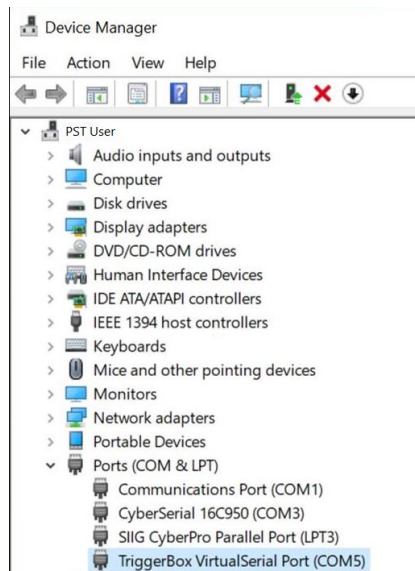 Device Manager
File Action View Help
PST User
Audio inputs and outputs
Computer
Disk drives
Display adapters
DVD/CD-ROM drives
Human Interface Devices
IDE ATA/ATAPI controllers
IEEE 1394 host controllers
Keyboards
Mice and other pointing devices
Monitors
Network adapters
Portable Devices
Ports (COM & LPT)
Communications Port (COM1)
CyberSerial 16C950 (COM3)
SIIG CyberPro Parallel Port (LPT3)
TriggerBox VirtualSerial Port (COM5)